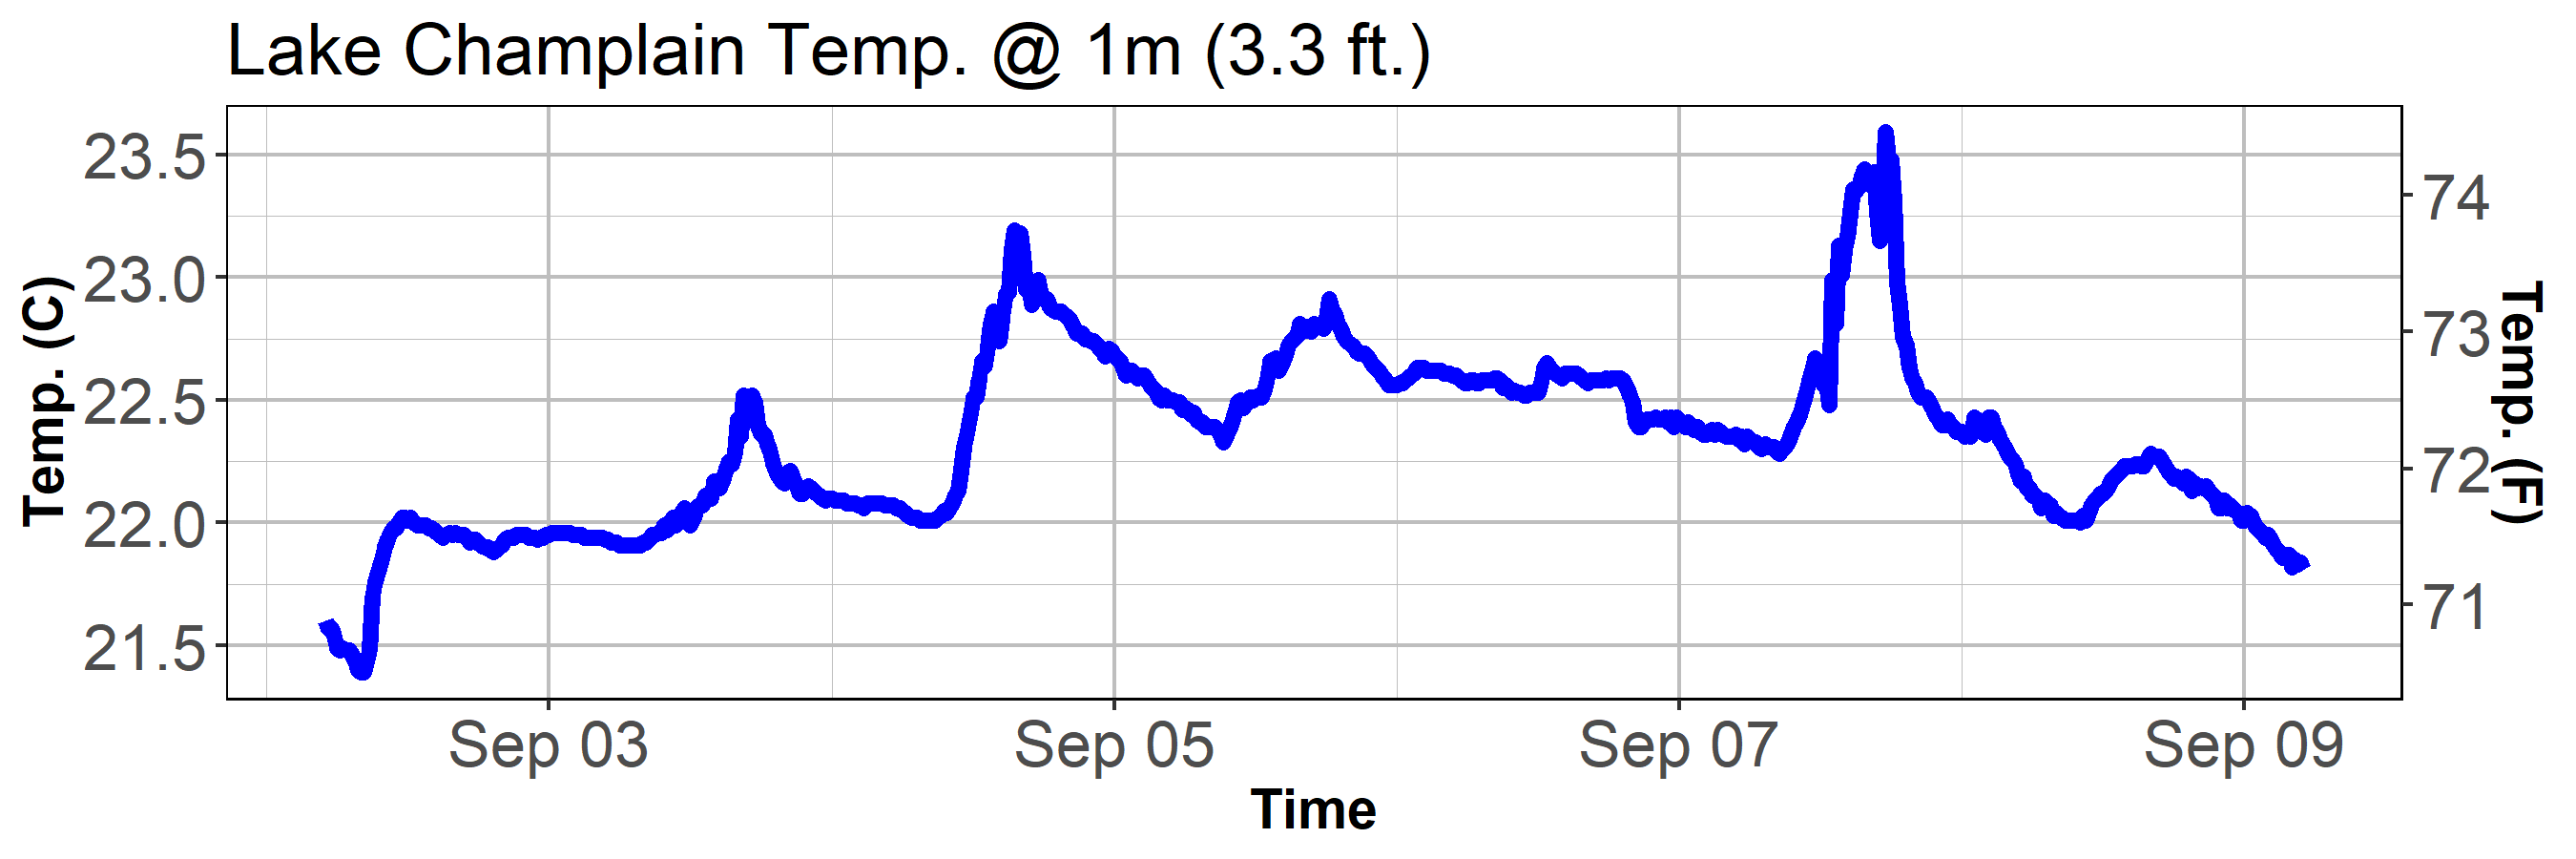 Lake Champlain Temp. @ 1m (3.3 ft.)
23.5
23.0
22.5
22.0
21.5
Temp. (C)
74
73
72
71
Temp. (F)
Sep 03 Sep 05 Sep 07 Sep 09
Time